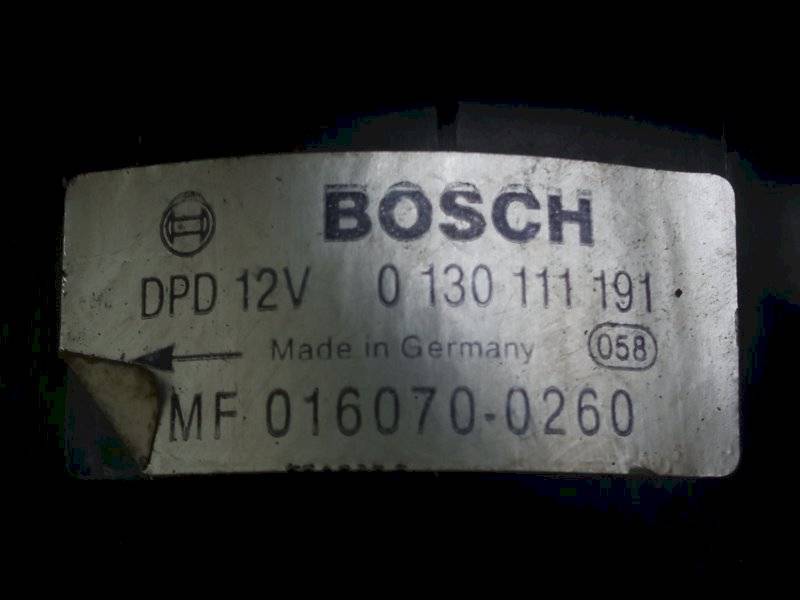 BOSCH
DPD 12V 0 130 111 191
Made in Germany 058
MF 016070-0260